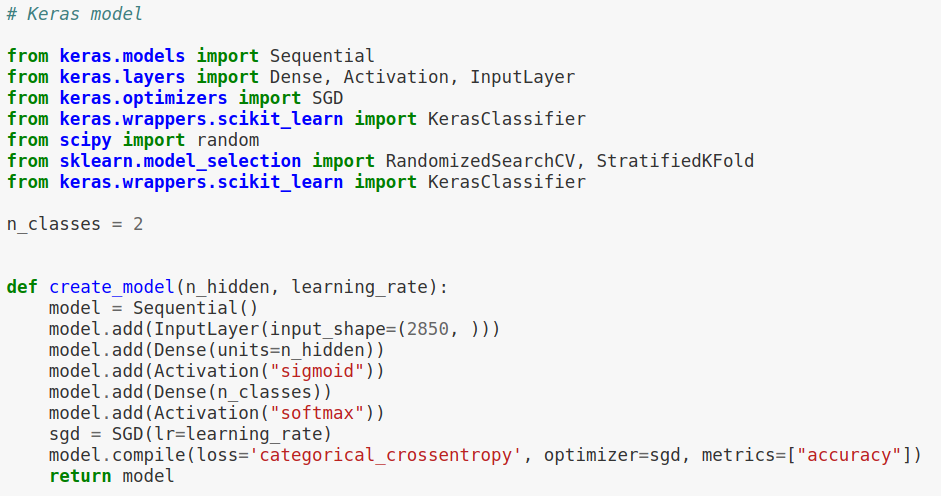 # Keras model
from keras.models import Sequential
from keras.layers import Dense, Activation, InputLayer
from keras.optimizers import SGD
from keras.wrappers.scikit_learn import KerasClassifier
from scipy import random
from sklearn.model_selection import RandomizedSearchCV, StratifiedKFold
from keras.wrappers.scikit_learn import KerasClassifier
n_classes = 2
def create_model(n_hidden, learning_rate):
    model = Sequential()
    model.add(InputLayer(input_shape=(2850, )))
    model.add(Dense(units=n_hidden))
    model.add(Activation("sigmoid"))
    model.add(Dense(n_classes))
    model.add(Activation("softmax"))
    sgd = SGD(lr=learning_rate)
    model.compile(loss='categorical_crossentropy', optimizer=sgd, metrics=["accuracy"])
    return model